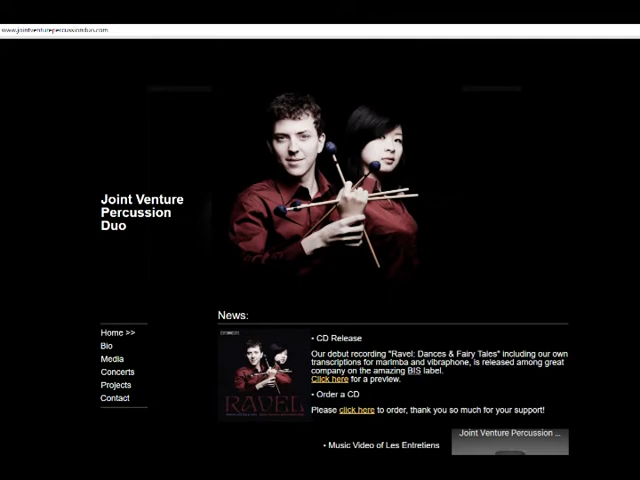 www.jointventurepercussionduo.com
Joint Venture
Percussion
Duo
Home >>
Bio
Media
Concerts
Projects
Contact
News:
• CD Release
Our debut recording "Ravel: Dances & Fairy Tales" including our own
transcriptions for marimba and vibraphone, is released among great
company on the amazing BIS label.
Click here for a preview.
• Order a CD
Please click here to order, thank you so much for your support!
RAVEL
• Music Video of Les Entretiens
Joint Venture Percussion ...